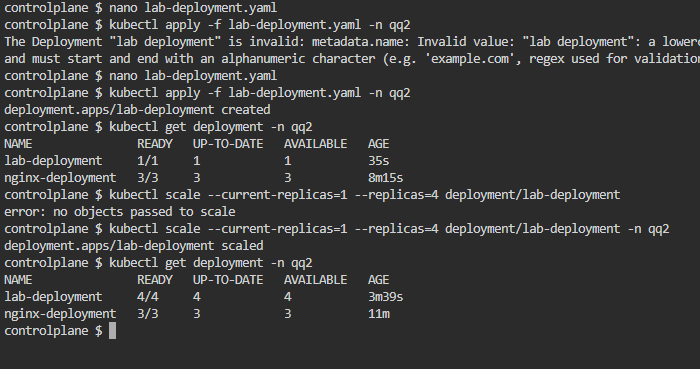 controlplane $ nano lab-deployment.yaml
controlplane $ kubectl apply -f lab-deployment.yaml -n qq2
The Deployment "lab deployment" is invalid: metadata.name: Invalid value: "lab deployment": a lower
and must start and end with an alphanumeric character (e.g. 'example.com', regex used for validation
controlplane $ nano lab-deployment.yaml
controlplane $ kubectl apply -f lab-deployment.yaml -n qq2
deployment.apps/lab-deployment created
controlplane $ kubectl get deployment -n qq2
NAME READY UP-TO-DATE AVAILABLE AGE
lab-deployment 1/1 1 1 35s
nginx-deployment 3/3 3 3 8m15s
controlplane $ kubectl scale --current-replicas=1 --replicas=4 deployment/lab-deployment
error: no objects passed to scale
controlplane $ kubectl scale --current-replicas=1 --replicas=4 deployment/lab-deployment -n qq2
deployment.apps/lab-deployment scaled
controlplane $ kubectl get deployment -n qq2
NAME READY UP-TO-DATE AVAILABLE AGE
lab-deployment 4/4 4 4 3m39s
nginx-deployment 3/3 3 3 11m
controlplane $